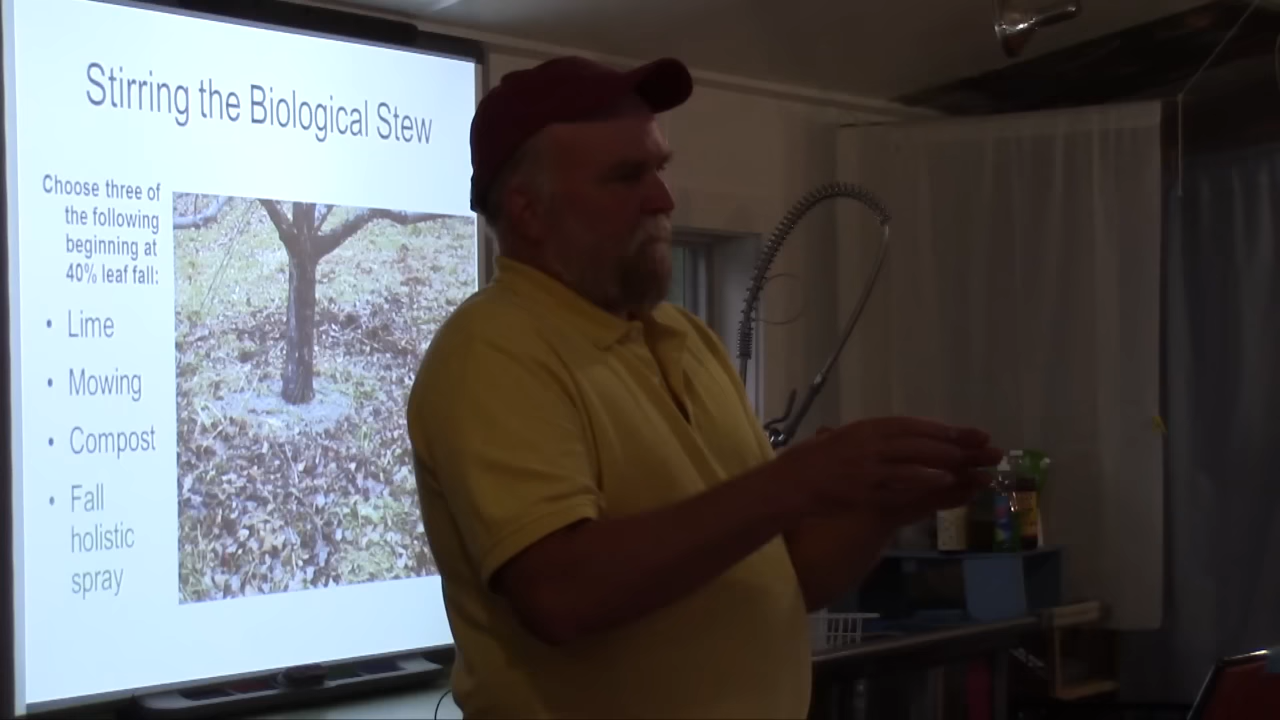 Stirring the Biological Stew
Choose three of
the following
beginning at
40% leaf fall:
• Lime
• Mowing
• Compost
• Fall
holistic
spray